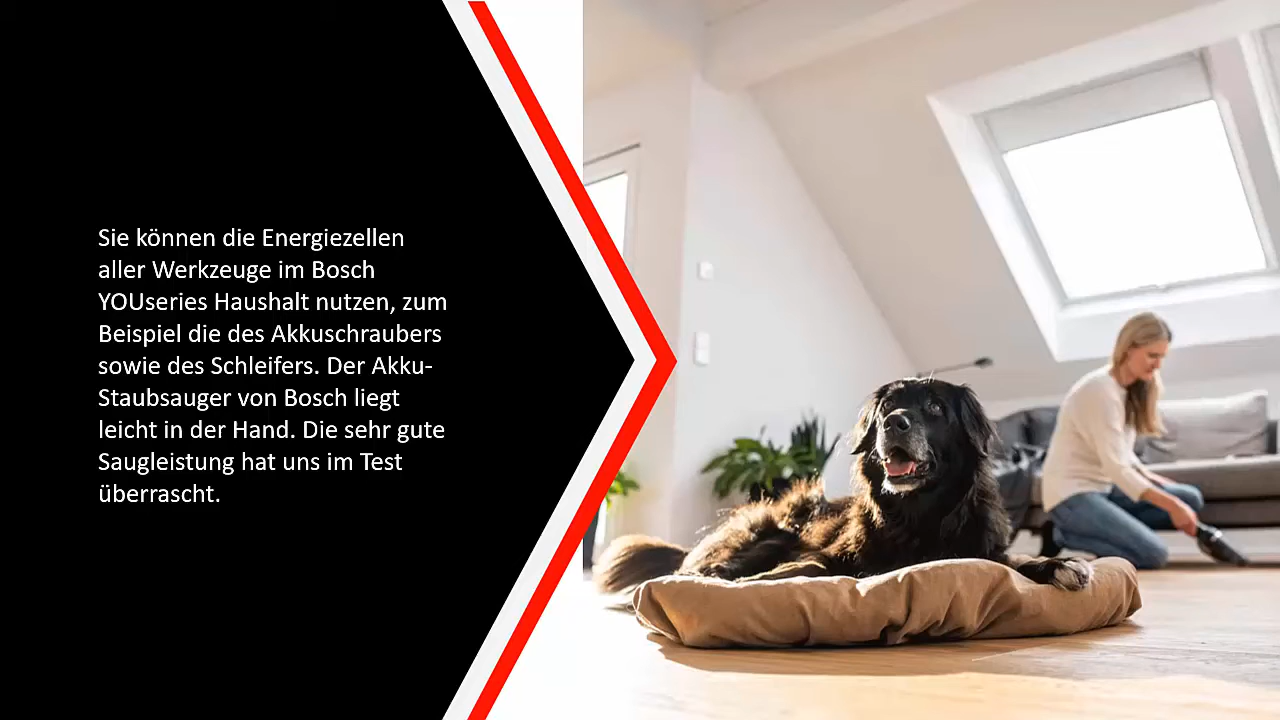 Sie können die Energiezellen
aller Werkzeuge im Bosch
YOUseries Haushalt nutzen, zum
Beispiel die des Akkuschraubers
sowie des Schleifers. Der Akku-
Staubsauger von Bosch liegt
leicht in der Hand. Die sehr gute
Saugleistung hat uns im Test
überrascht.